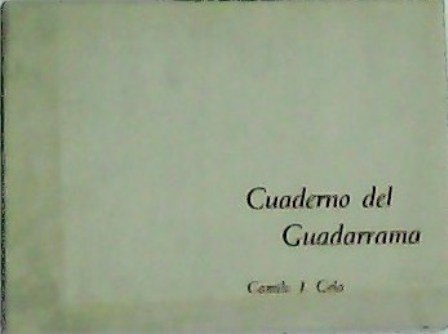 Cuaderno del
Guadarrama
Camilo J. Cela